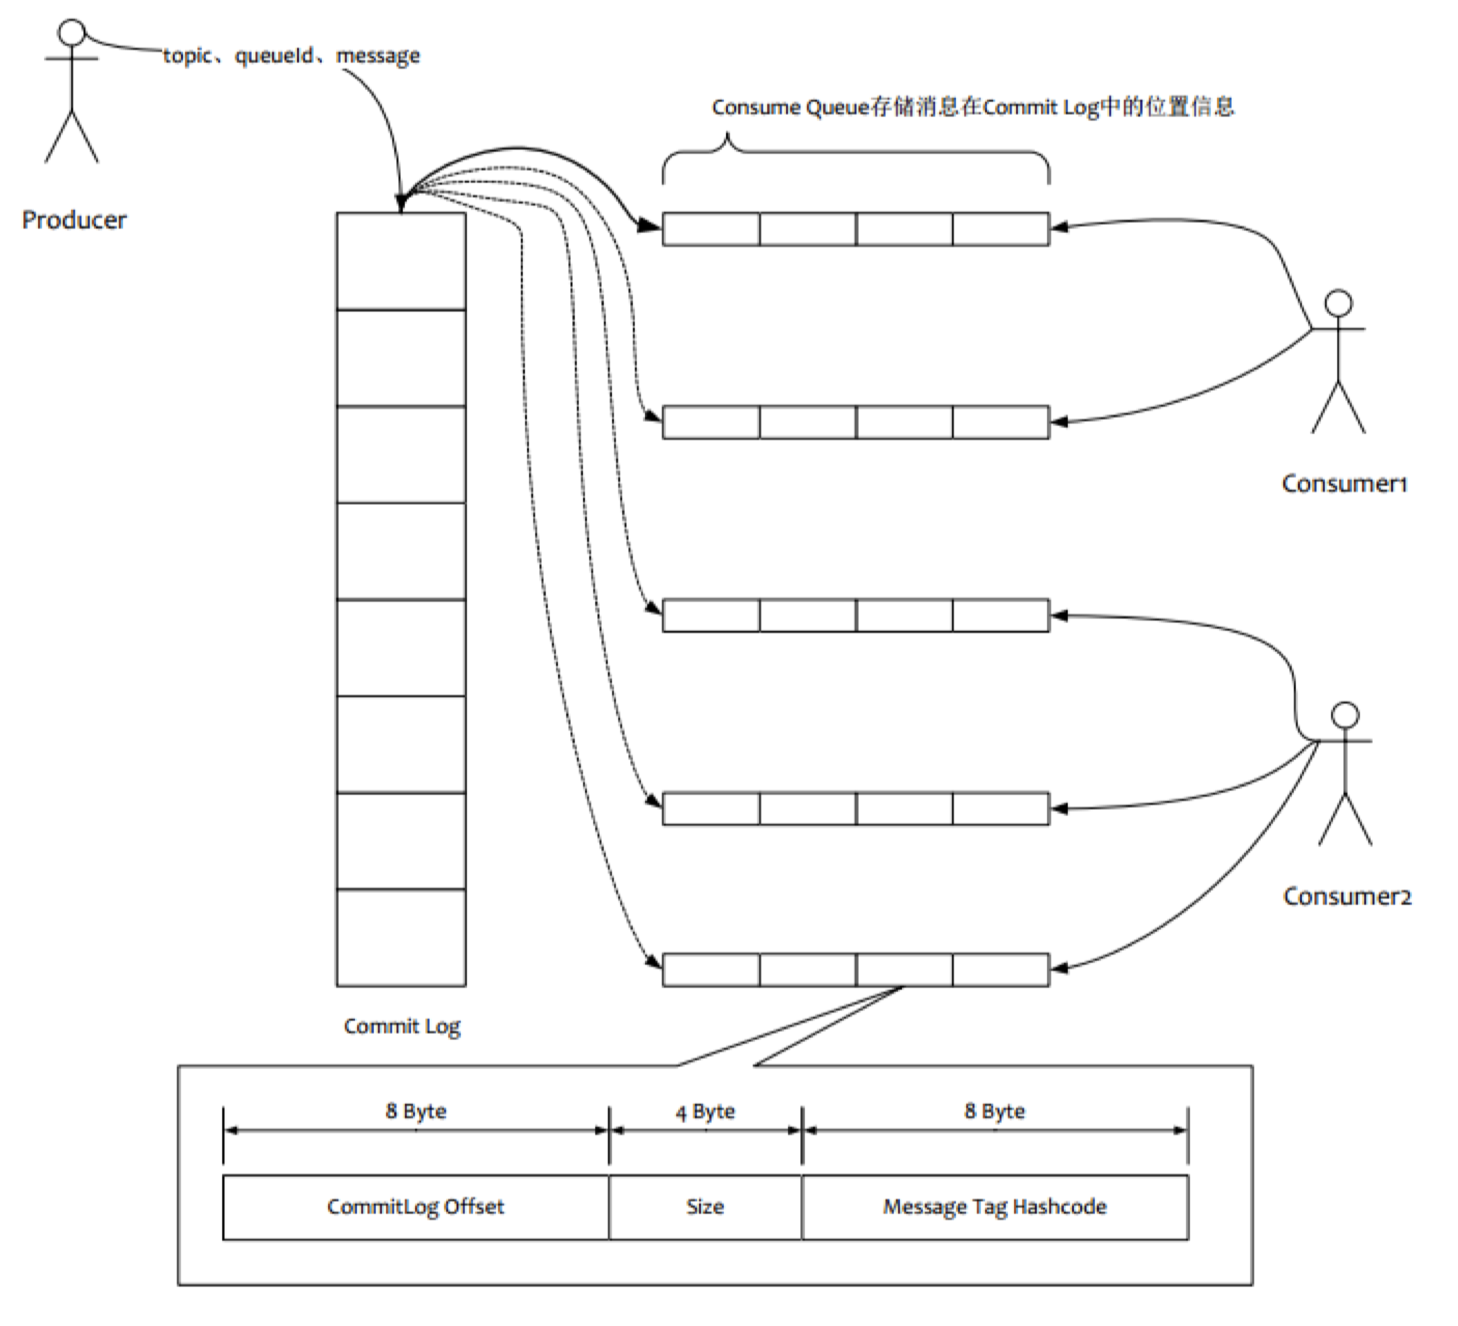 topic、queueId、message
Consume Queue存储消息在Commit Log中的位置信息
Producer
Consumer1
Consumer2
Commit Log
8 Byte
4 Byte
8 Byte
CommitLog Offset
Size
Message Tag Hashcode